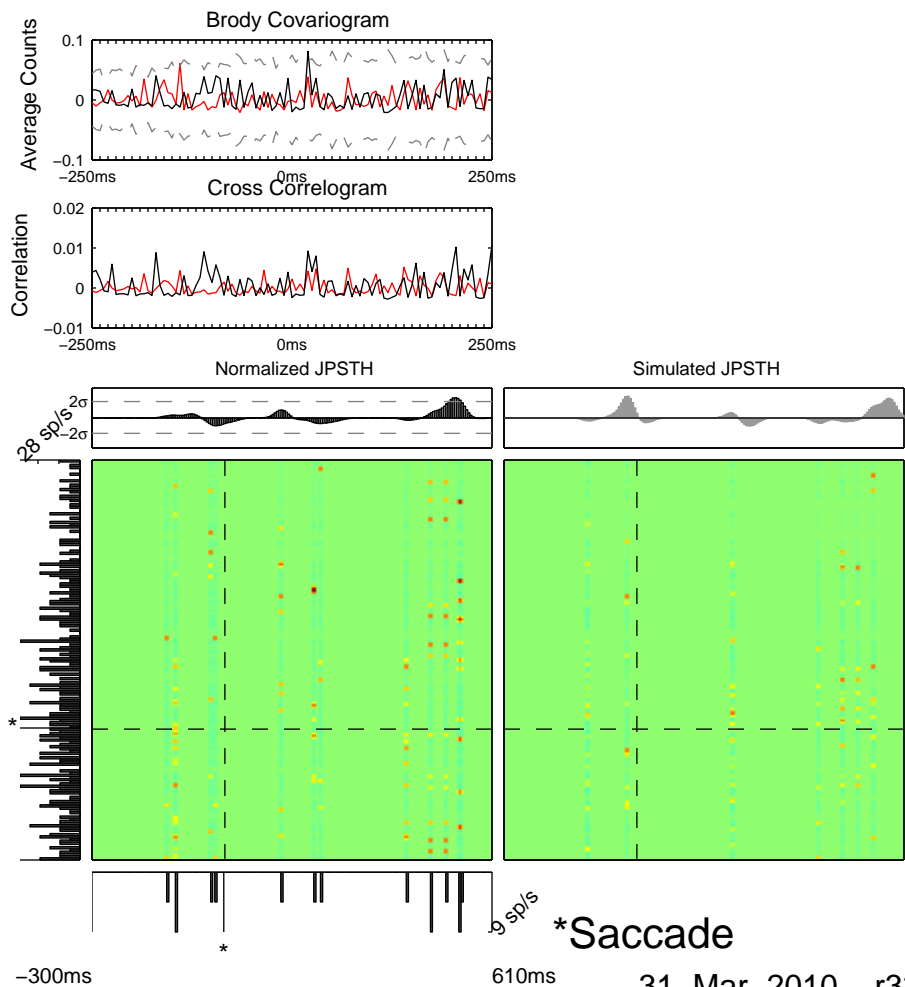 Brody Covariogram
Average Counts
0.1
0
−0.1
−250ms
0ms
250ms
Cross Correlogram
Correlation
0.02
0.01
0
−0.01
−250ms
0ms
250ms
Normalized JPSTH
Simulated JPSTH
2σ
−2σ
28 sp/s
*
9 sp/s
*
*Saccade
−300ms
610ms
31 Mar 2010